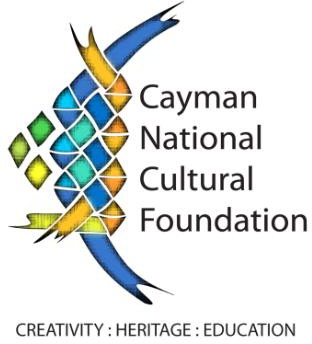 Cayman
National
Cultural
Foundation
CREATIVITY : HERITAGE : EDUCATION